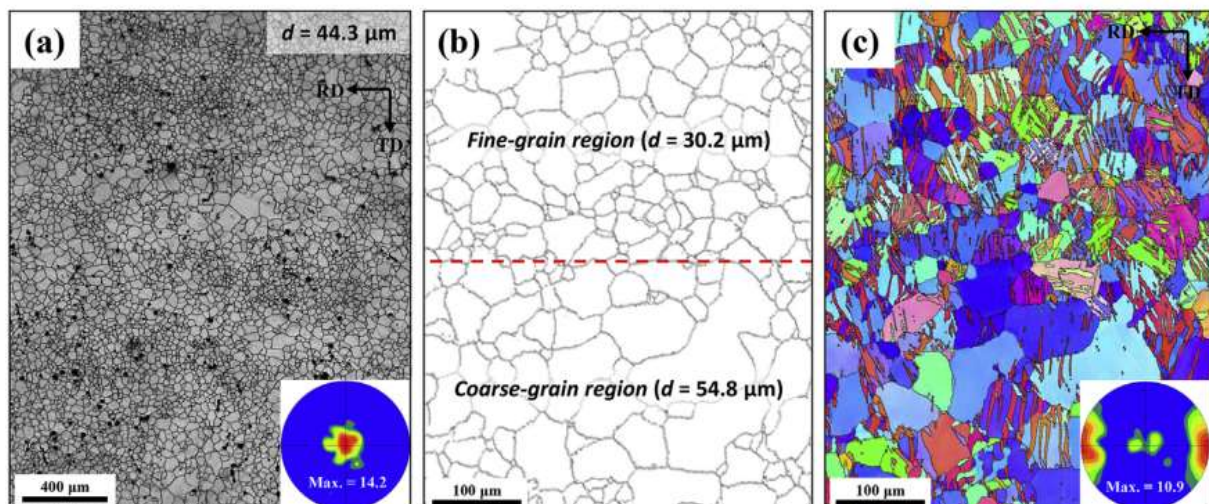 (a)
d = 44.3 μm
RD
TD
Max. = 14.2
400 μm
(b)
Fine-grain region (d = 30.2 μm)
Coarse-grain region (d = 54.8 μm)
100 μm
(c)
RD
TD
Max. = 10.9
100 μm